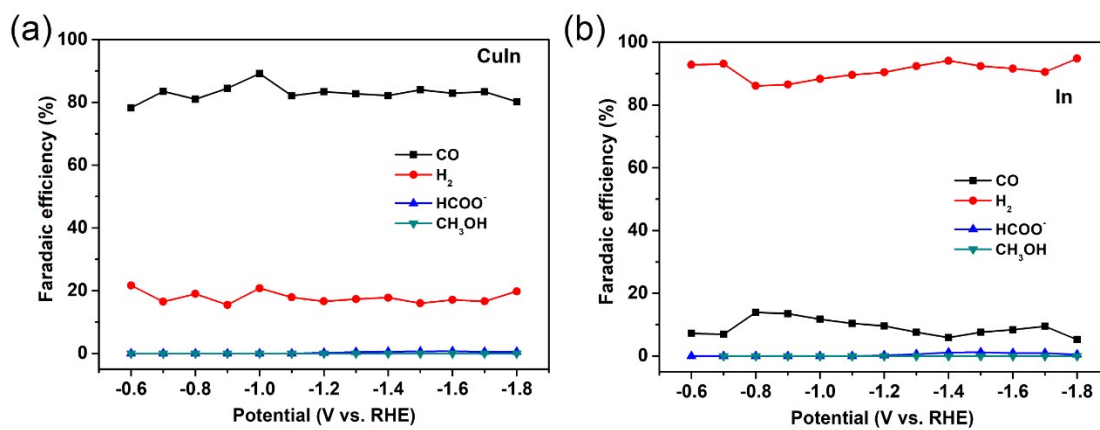 (a)
CuIn
100
80
60
40
20
0
Faradaic efficiency (%)
CO
H₂
HCOO⁻
CH₃OH
-0.6 -0.8 -1.0 -1.2 -1.4 -1.6 -1.8
Potential (V vs. RHE)
(b)
In
100
80
60
40
20
0
Faradaic efficiency (%)
CO
H₂
HCOO⁻
CH₃OH
-0.6 -0.8 -1.0 -1.2 -1.4 -1.6 -1.8
Potential (V vs. RHE)